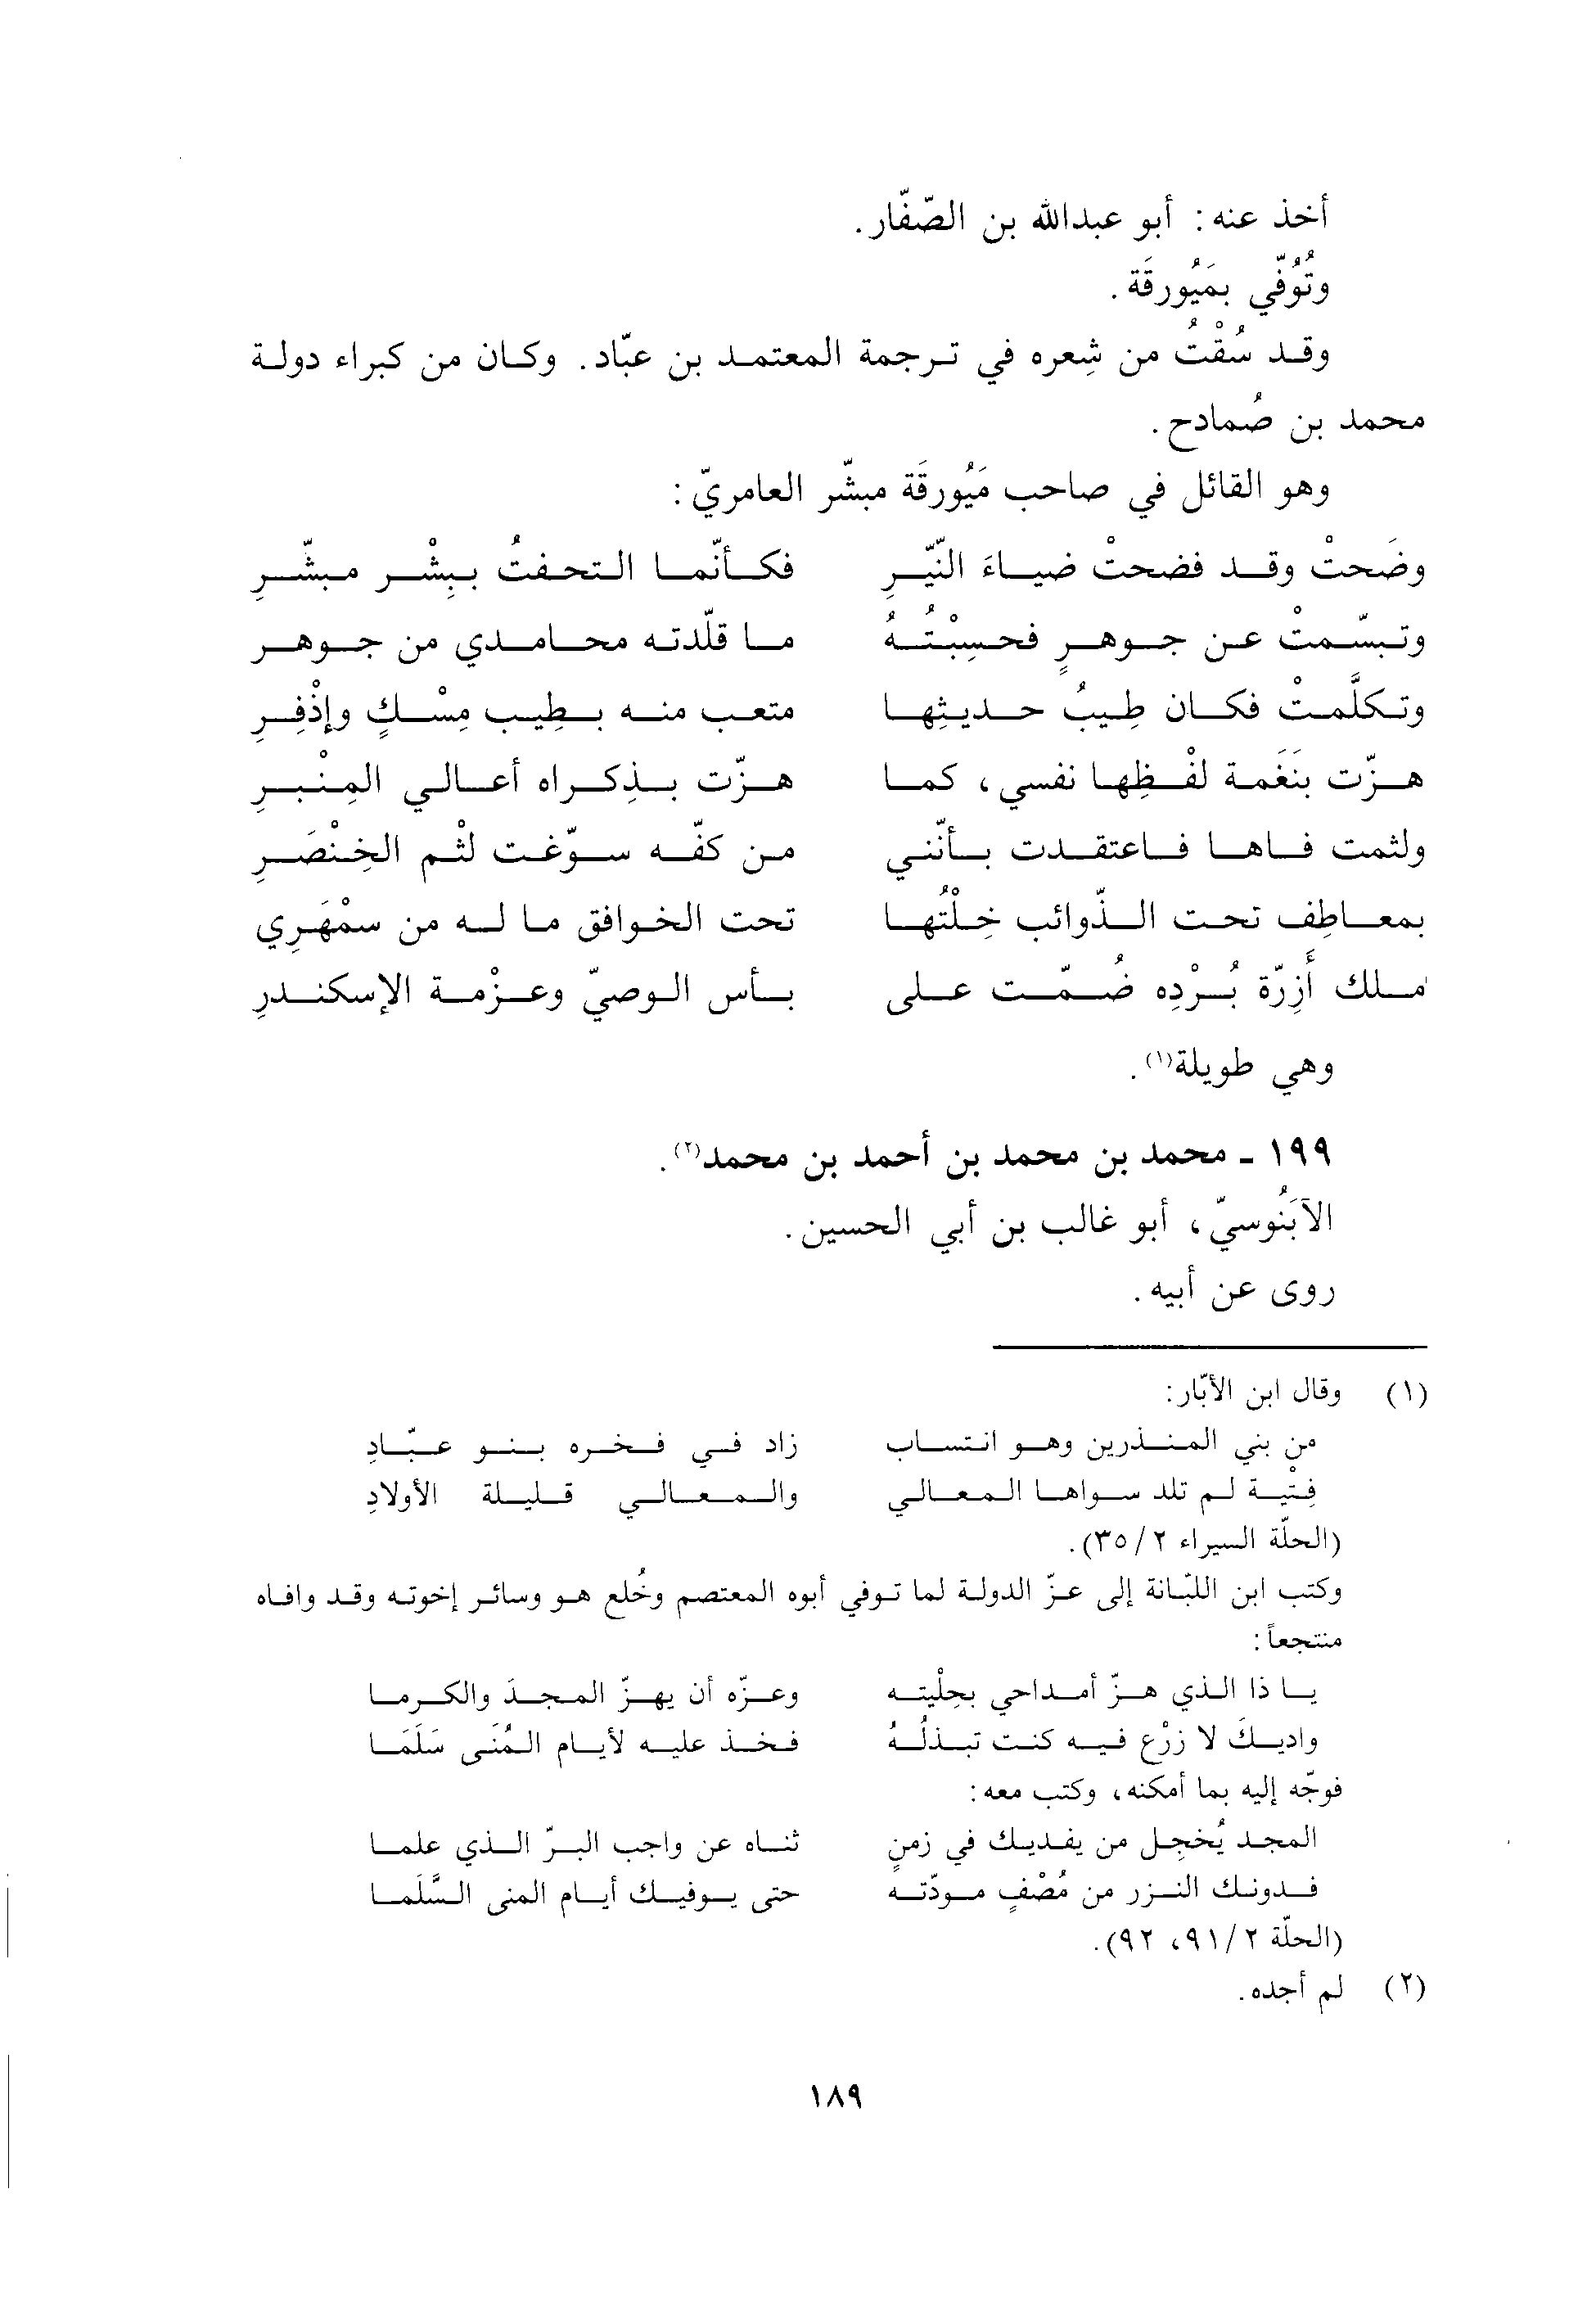 أخذ عنه: أبو عبدالله بن الصّفّار.
وتُوُفّي بمَيُورقَة.
وقد سُقْتُ من شِعره في ترجمة المعتمد بن عبّاد. وكان من كبراء دولة
محمد بن صُمادح.
وهو القائل في صاحب مَيُورقَة مبشّر العامريّ:
وضَحتْ وقد فضحتْ ضياءَ النّيّرِ فكأنّما التحفتُ ببِشْر مبشّرِ
وتبسّمتْ عن جوهرٍ فحسِبْتُهُ ما قلّدته محامدي من جوهر
وتكلَّمتْ فكان طِيبُ حديثِها متعب منه بطِيب مِسْكٍ وإذْفِرِ
هزّت بنَغَمة لفْظِها نفسي، كما هزّت بذِكراه أعالي المِنْبرِ
ولثمت فاها فاعتقدت بأنّني من كفّه سوّغت لثْم الخِنْصَرِ
بمعاطِف تحت الذّوائب خِلْتُها تحت الخوافق ما له من سمْهَرِي
ملك أَزِرّة بُرْدِه ضُمّت على بأس الوصيّ وعزْمة الإسكندرِ
وهي طويلة(١).
١٩٩ ـ محمد بن محمد بن أحمد بن محمد(٢).
الآبَنُوسيّ، أبو غالب بن أبي الحسين.
روى عن أبيه.
(١) وقال ابن الأبّار:
من بني المنذرين وهو انتساب زاد في فخره بنو عبّادِ
فِتْية لم تلد سواها المعالي والمعالي قليلة الأولادِ
(الحلّة السيراء ٢/ ٣٥).
وكتب ابن اللبّانة إلى عزّ الدولة لما توفي أبوه المعتصم وخُلع هو وسائر إخوته وقد وافاه
منتجعاً:
يا ذا الذي هزّ أمداحي بحِلْيته وعزّه أن يهزّ المجدَ والكرما
واديكَ لا زرْع فيه كنت تبذلُهُ فخذ عليه لأيام المُنَى سَلَمَا
فوجّه إليه بما أمكنه، وكتب معه:
المجد يُخجِل من يفديك في زمنٍ ثناه عن واجب البرّ الذي علما
فدونك النزر من مُصْفٍ مودّته حتى يوفيك أيام المنى السَّلَمَا
(الحلّة ٢/ ٩١، ٩٢).
(٢) لم أجده.
١٨٩